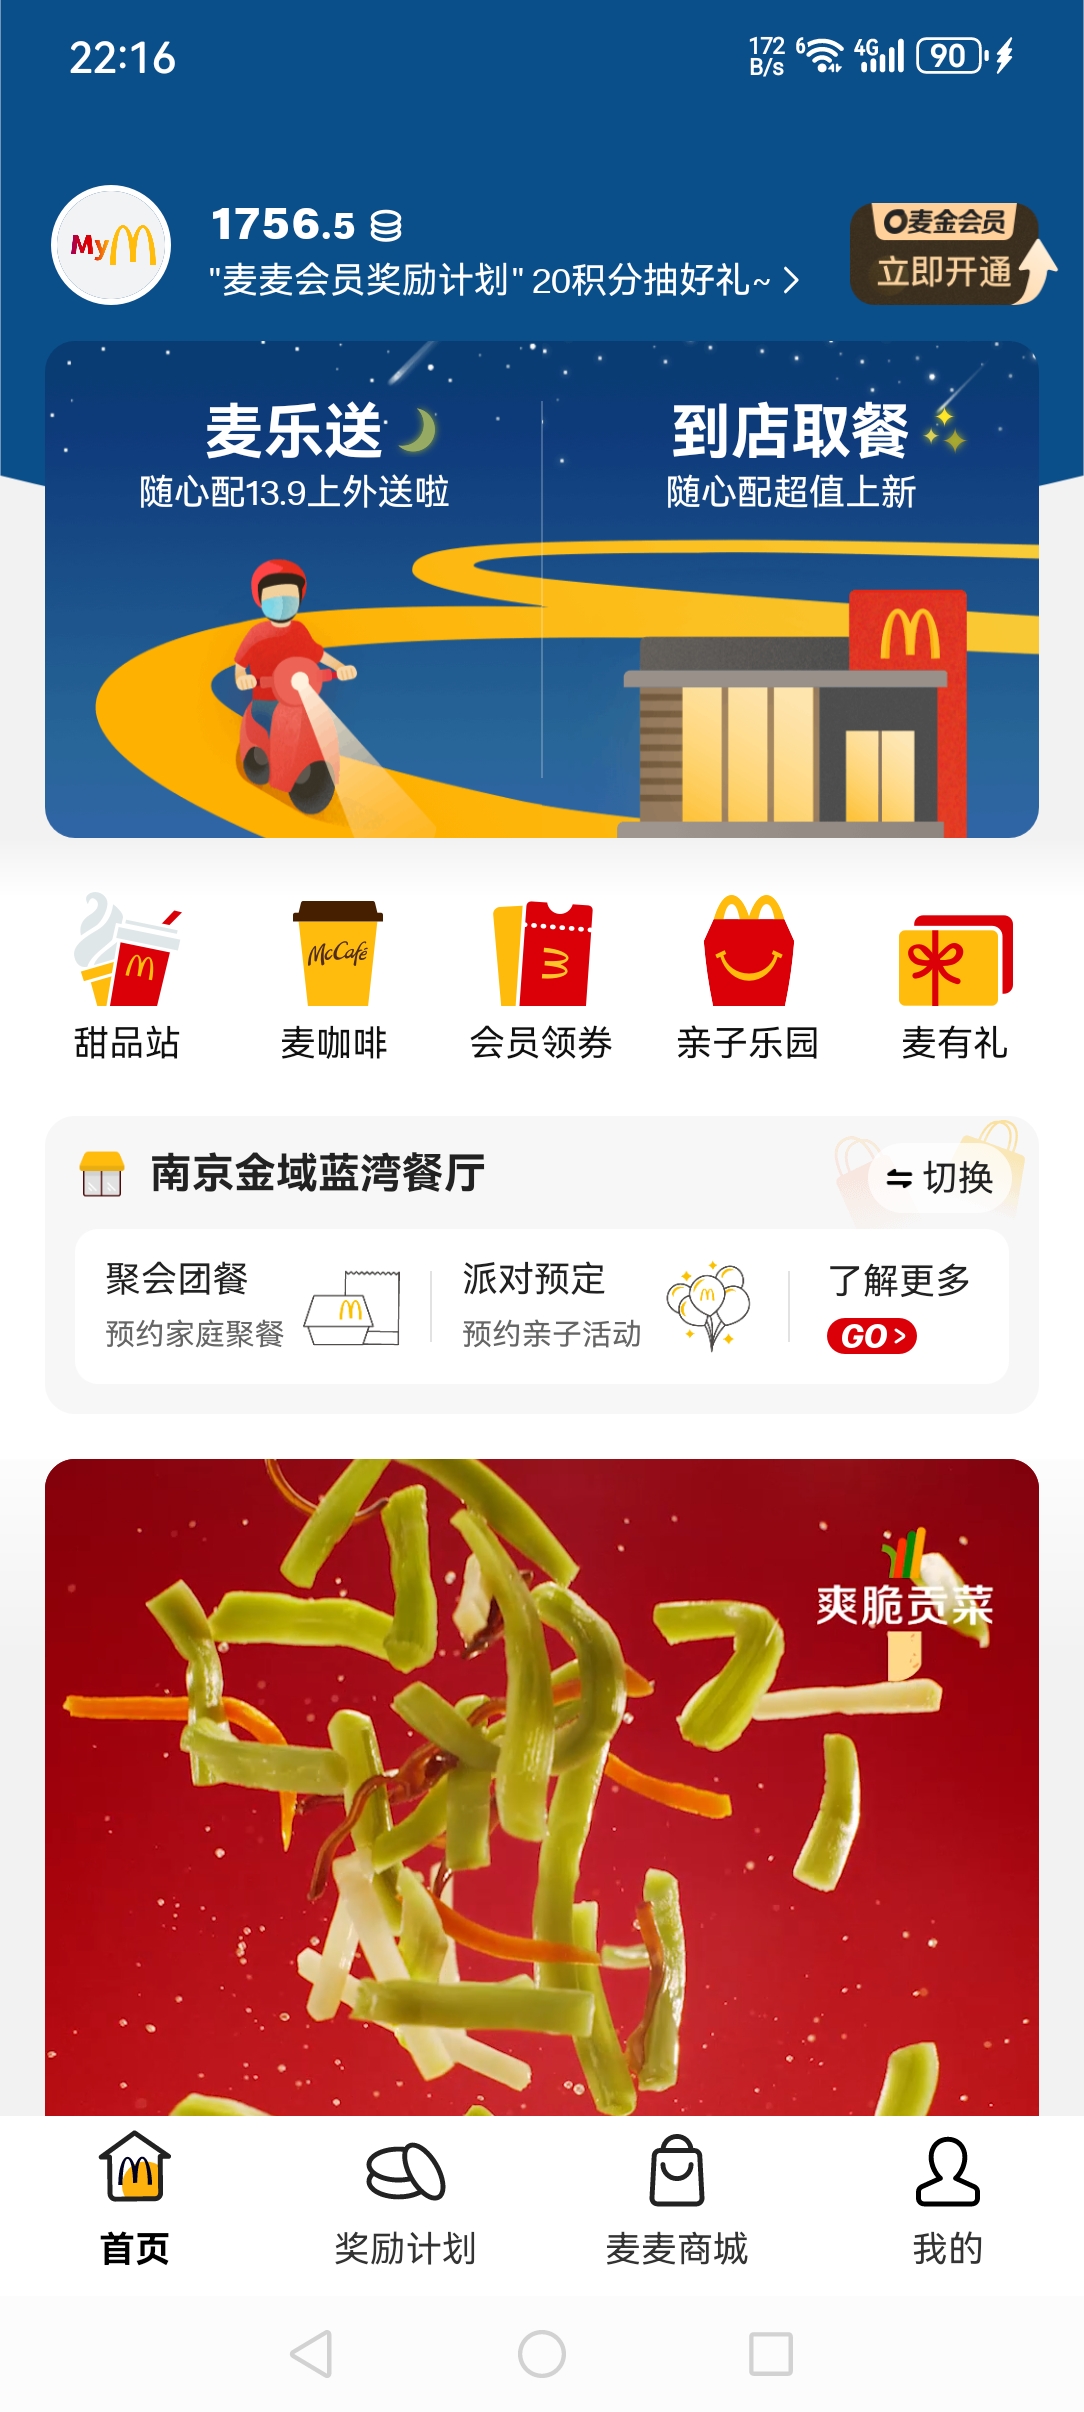 22:16
172 B/s
6
4G
90
My
1756.5
"麦麦会员奖励计划" 20积分抽好礼~
麦金会员
立即开通
麦乐送
到店取餐
随心配13.9上外送啦
随心配超值上新
McCafé
甜品站
麦咖啡
会员领券
亲子乐园
麦有礼
南京金域蓝湾餐厅
切换
聚会团餐
派对预定
了解更多
预约家庭聚餐
预约亲子活动
GO
爽脆贡菜
首页
奖励计划
麦麦商城
我的